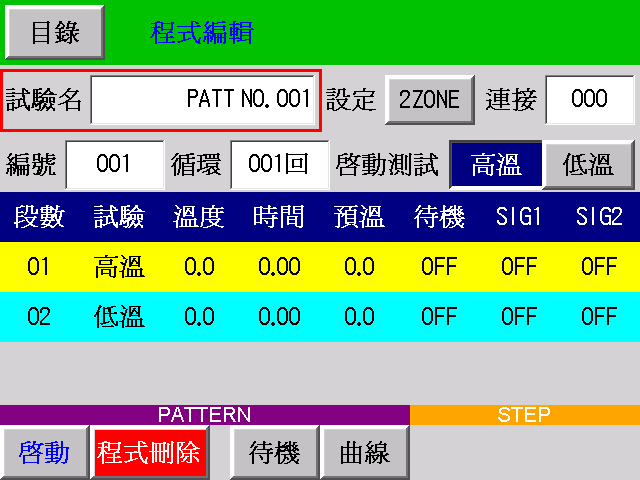 目錄 程式編輯
試驗名 PATT NO.001 設定 2ZONE 連接 000
編號 001 循環 001回 啓動測試 高溫 低溫
段數 試驗 溫度 時間 預溫 待機 SIG1 SIG2
01 高溫 0.0 0.00 0.0 OFF OFF OFF
02 低溫 0.0 0.00 0.0 OFF OFF OFF
PATTERN STEP
啓動 程式刪除 待機 曲線